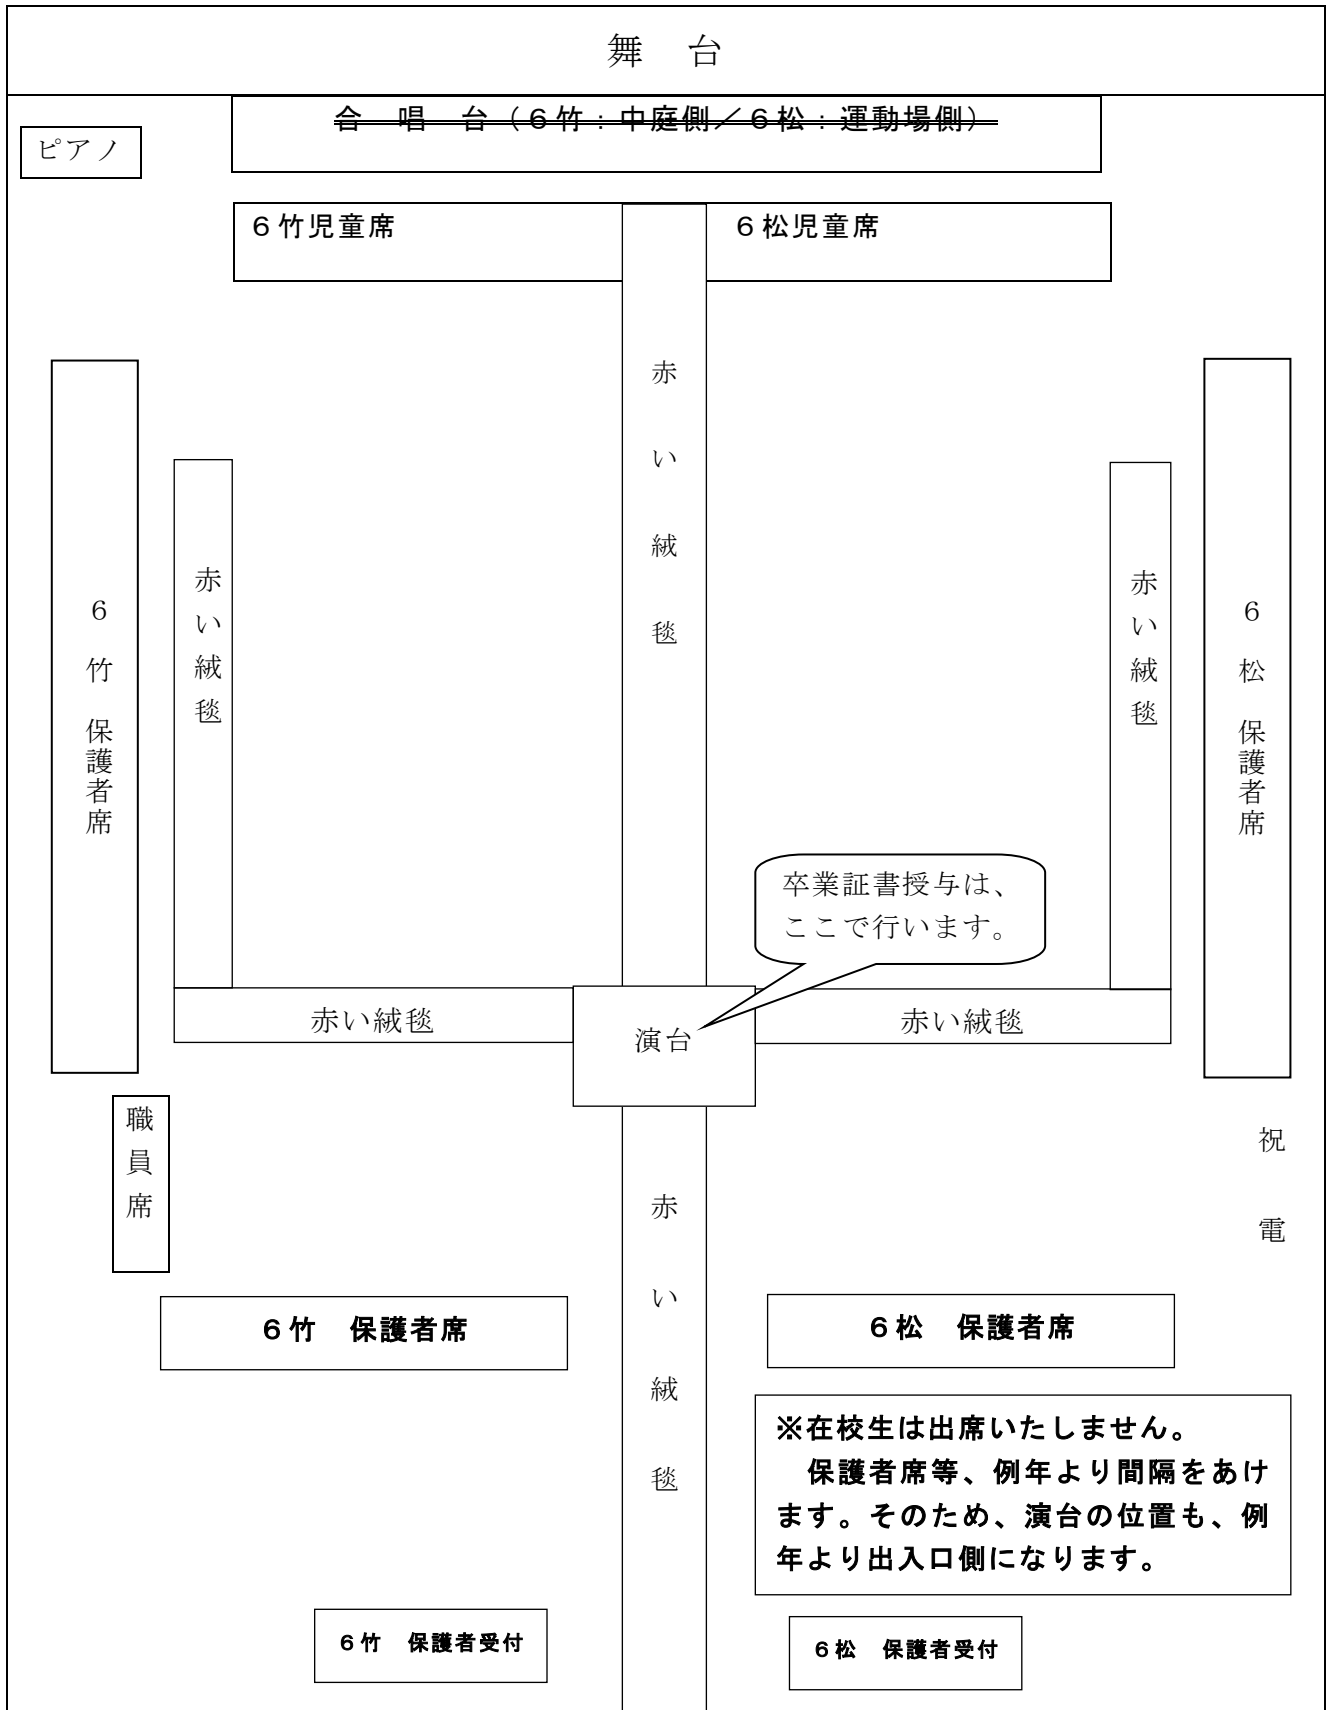 舞　台
合　唱　台（６竹：中庭側／６松：運動場側）
ピアノ
６竹児童席
６松児童席
赤い絨毯
６竹　保護者席
赤い絨毯
赤い絨毯
６松　保護者席
卒業証書授与は、
ここで行います。
赤い絨毯
演台
赤い絨毯
職員席
祝電
赤い絨毯
６竹　保護者席
６松　保護者席
※在校生は出席いたしません。
　保護者席等、例年より間隔をあけ
ます。そのため、演台の位置も、例
年より出入口側になります。
６竹　保護者受付
６松　保護者受付